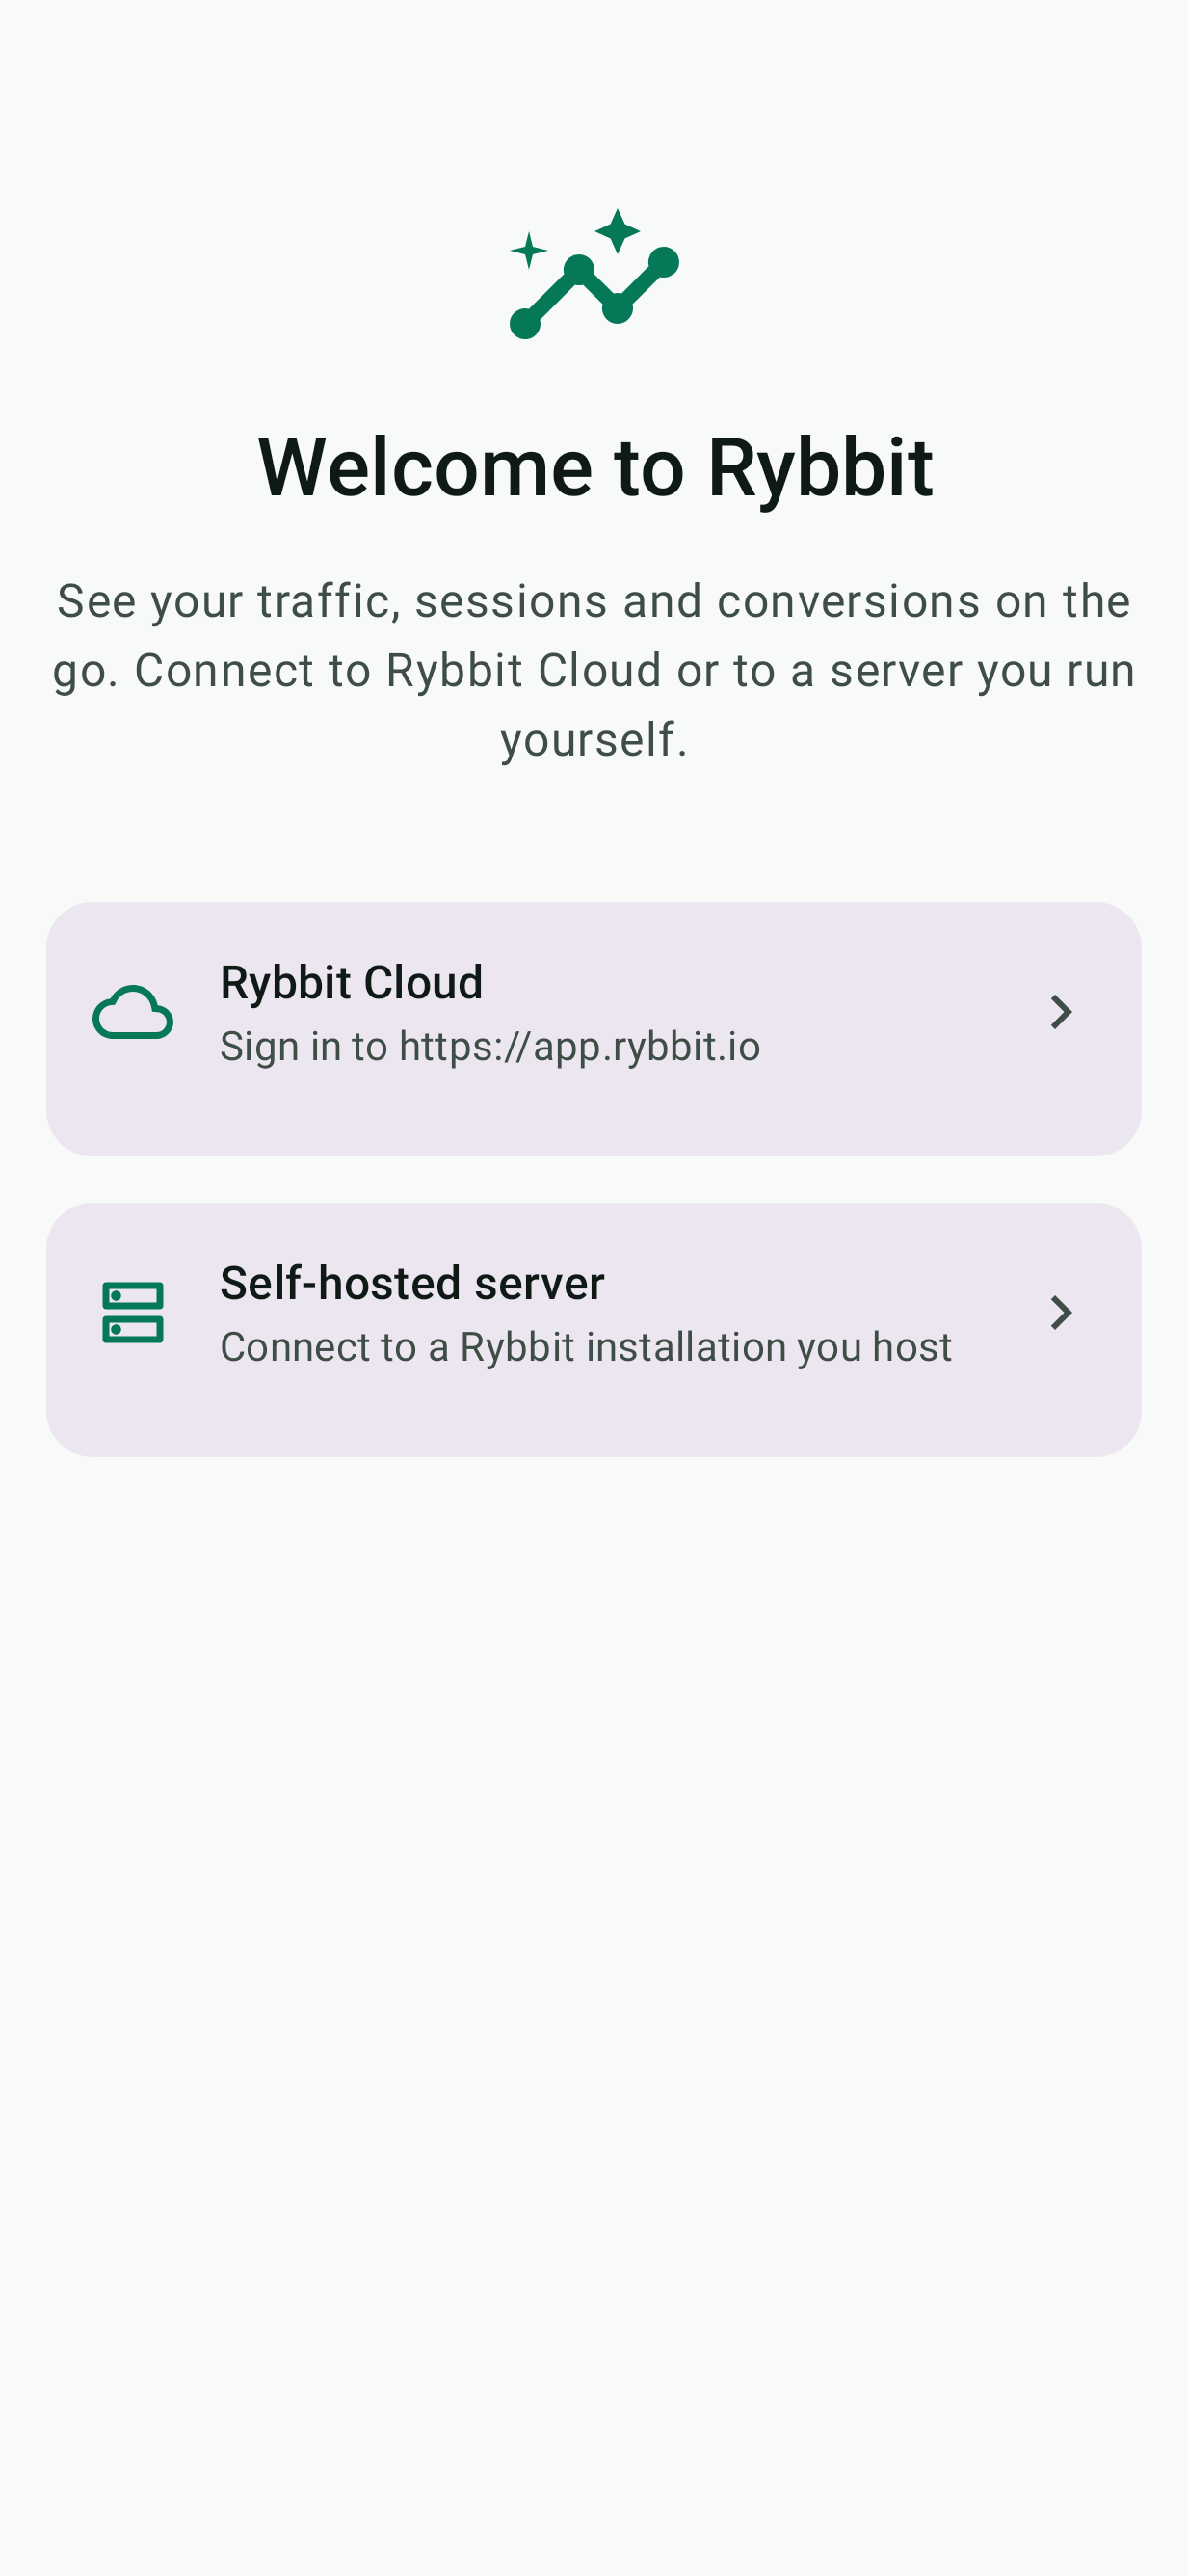 Welcome to Rybbit
See your traffic, sessions and conversions on the
go. Connect to Rybbit Cloud or to a server you run
yourself.
Rybbit Cloud
Sign in to https://app.rybbit.io
Self-hosted server
Connect to a Rybbit installation you host